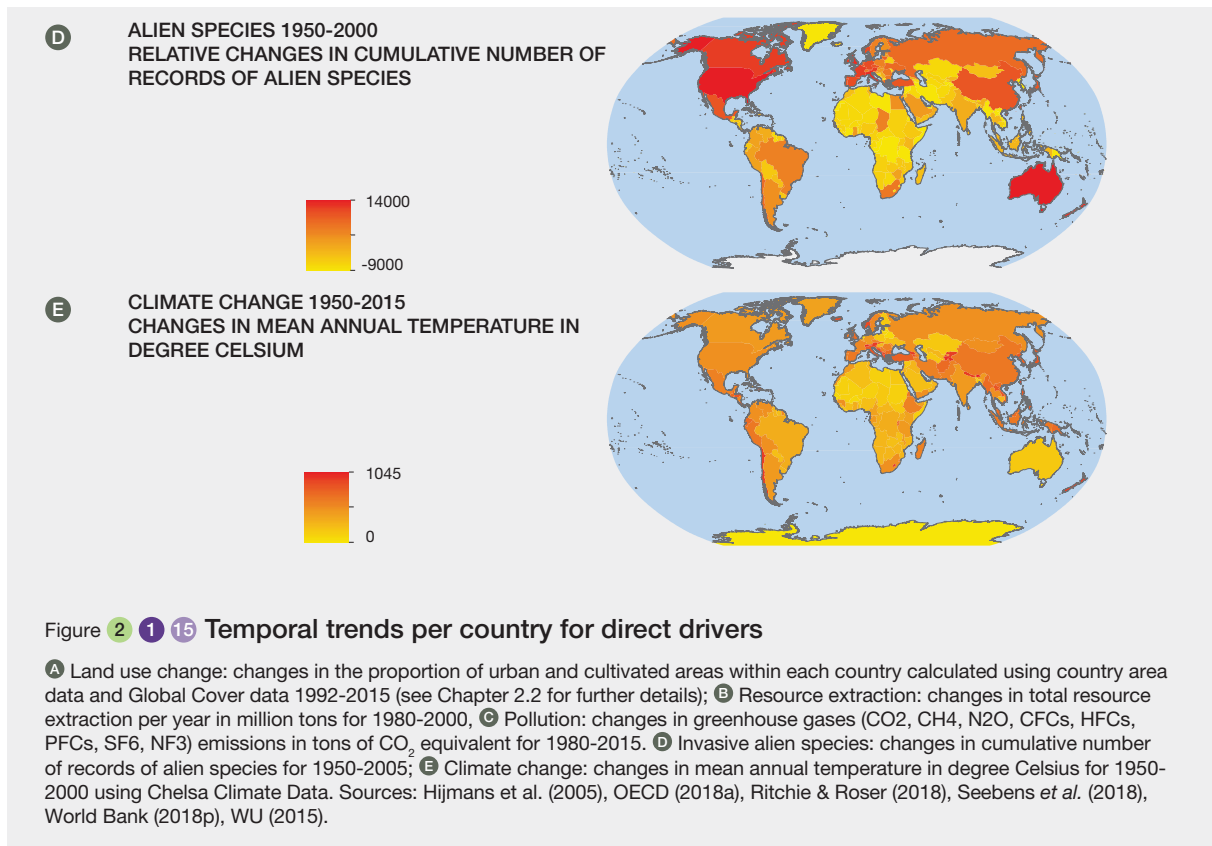 D
ALIEN SPECIES 1950-2000
RELATIVE CHANGES IN CUMULATIVE NUMBER OF
RECORDS OF ALIEN SPECIES
14000
-9000
E
CLIMATE CHANGE 1950-2015
CHANGES IN MEAN ANNUAL TEMPERATURE IN
DEGREE CELSIUM
1045
0
Figure 2 1 15 Temporal trends per country for direct drivers
A Land use change: changes in the proportion of urban and cultivated areas within each country calculated using country area
data and Global Cover data 1992-2015 (see Chapter 2.2 for further details); B Resource extraction: changes in total resource
extraction per year in million tons for 1980-2000, C Pollution: changes in greenhouse gases (CO2, CH4, N2O, CFCs, HFCs,
PFCs, SF6, NF3) emissions in tons of CO₂ equivalent for 1980-2015. D Invasive alien species: changes in cumulative number
of records of alien species for 1950-2005; E Climate change: changes in mean annual temperature in degree Celsius for 1950-
2000 using Chelsa Climate Data. Sources: Hijmans et al. (2005), OECD (2018a), Ritchie & Roser (2018), Seebens et al. (2018),
World Bank (2018p), WU (2015).